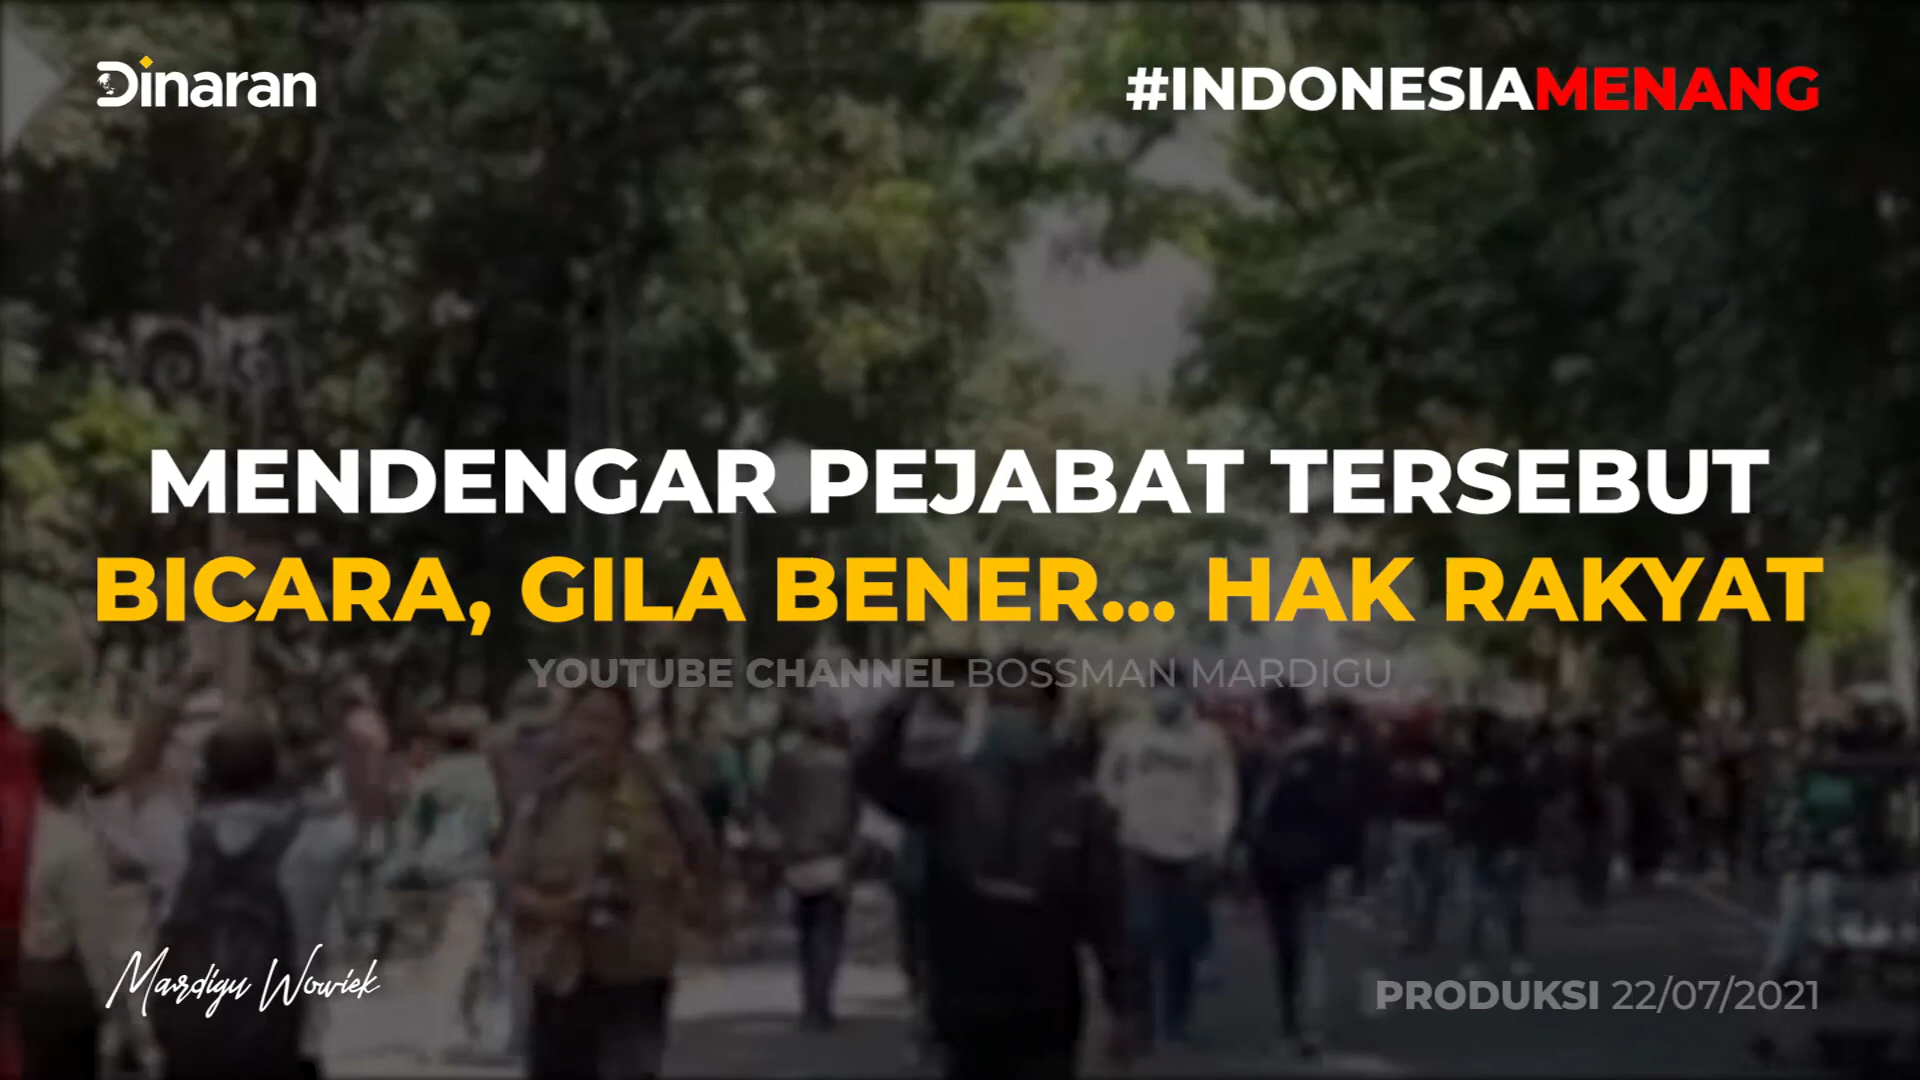 Dinaran
#INDONESIAMENANG
MENDENGAR PEJABAT TERSEBUT
BICARA, GILA BENER... HAK RAKYAT
YOUTUBE CHANNEL BOSSMAN MARDIGU
Mardigu Wowiek
PRODUKSI 22/07/2021